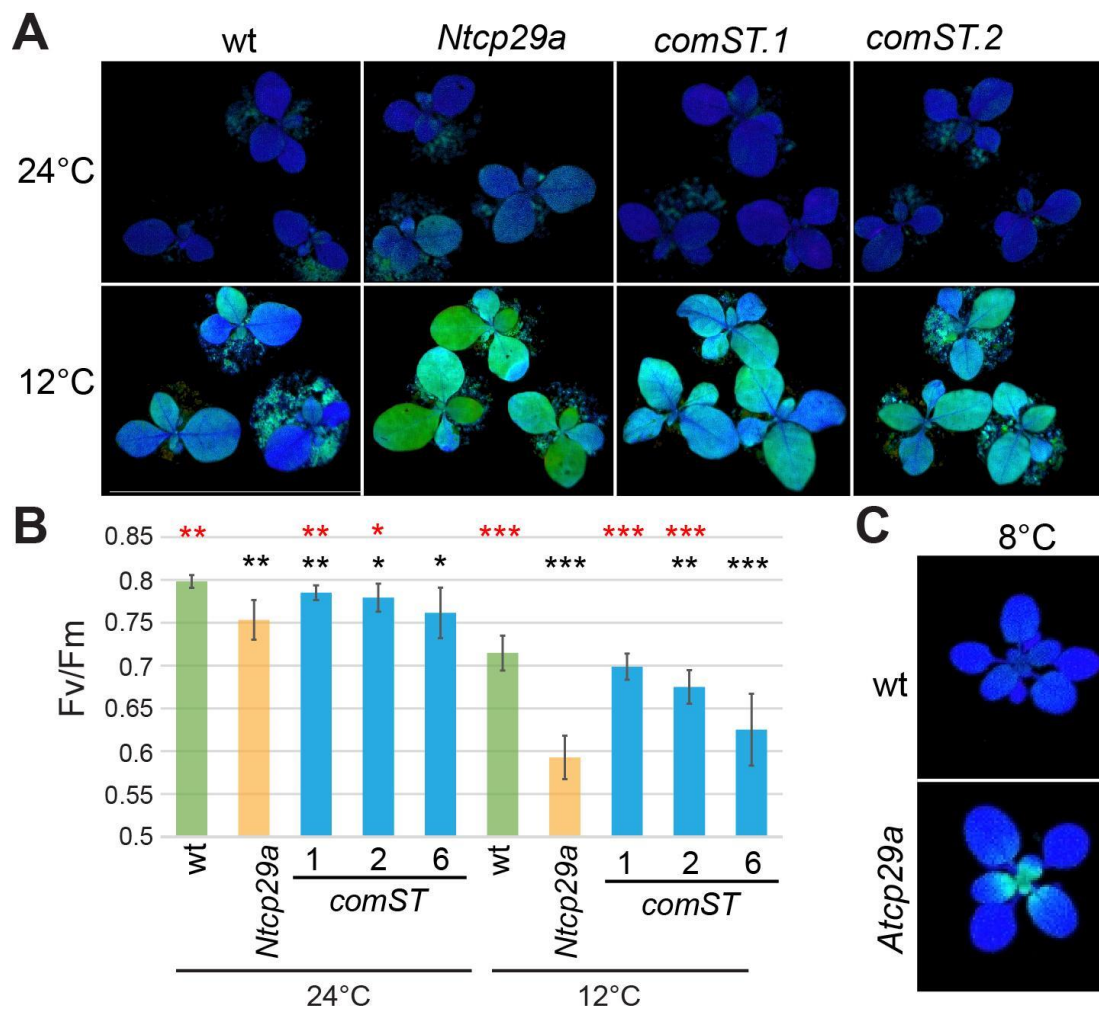 A
wt Ntcp29a comST.1 comST.2
24°C
12°C
B
0.85
0.8
0.75
0.7
0.65
0.6
0.55
0.5
Fv/Fm
** ** * *** *** ***
** ** * * *** ** ***
wt Ntcp29a 1 2 6 wt Ntcp29a 1 2 6
comST comST
24°C 12°C
C
8°C
wt
Atcp29a